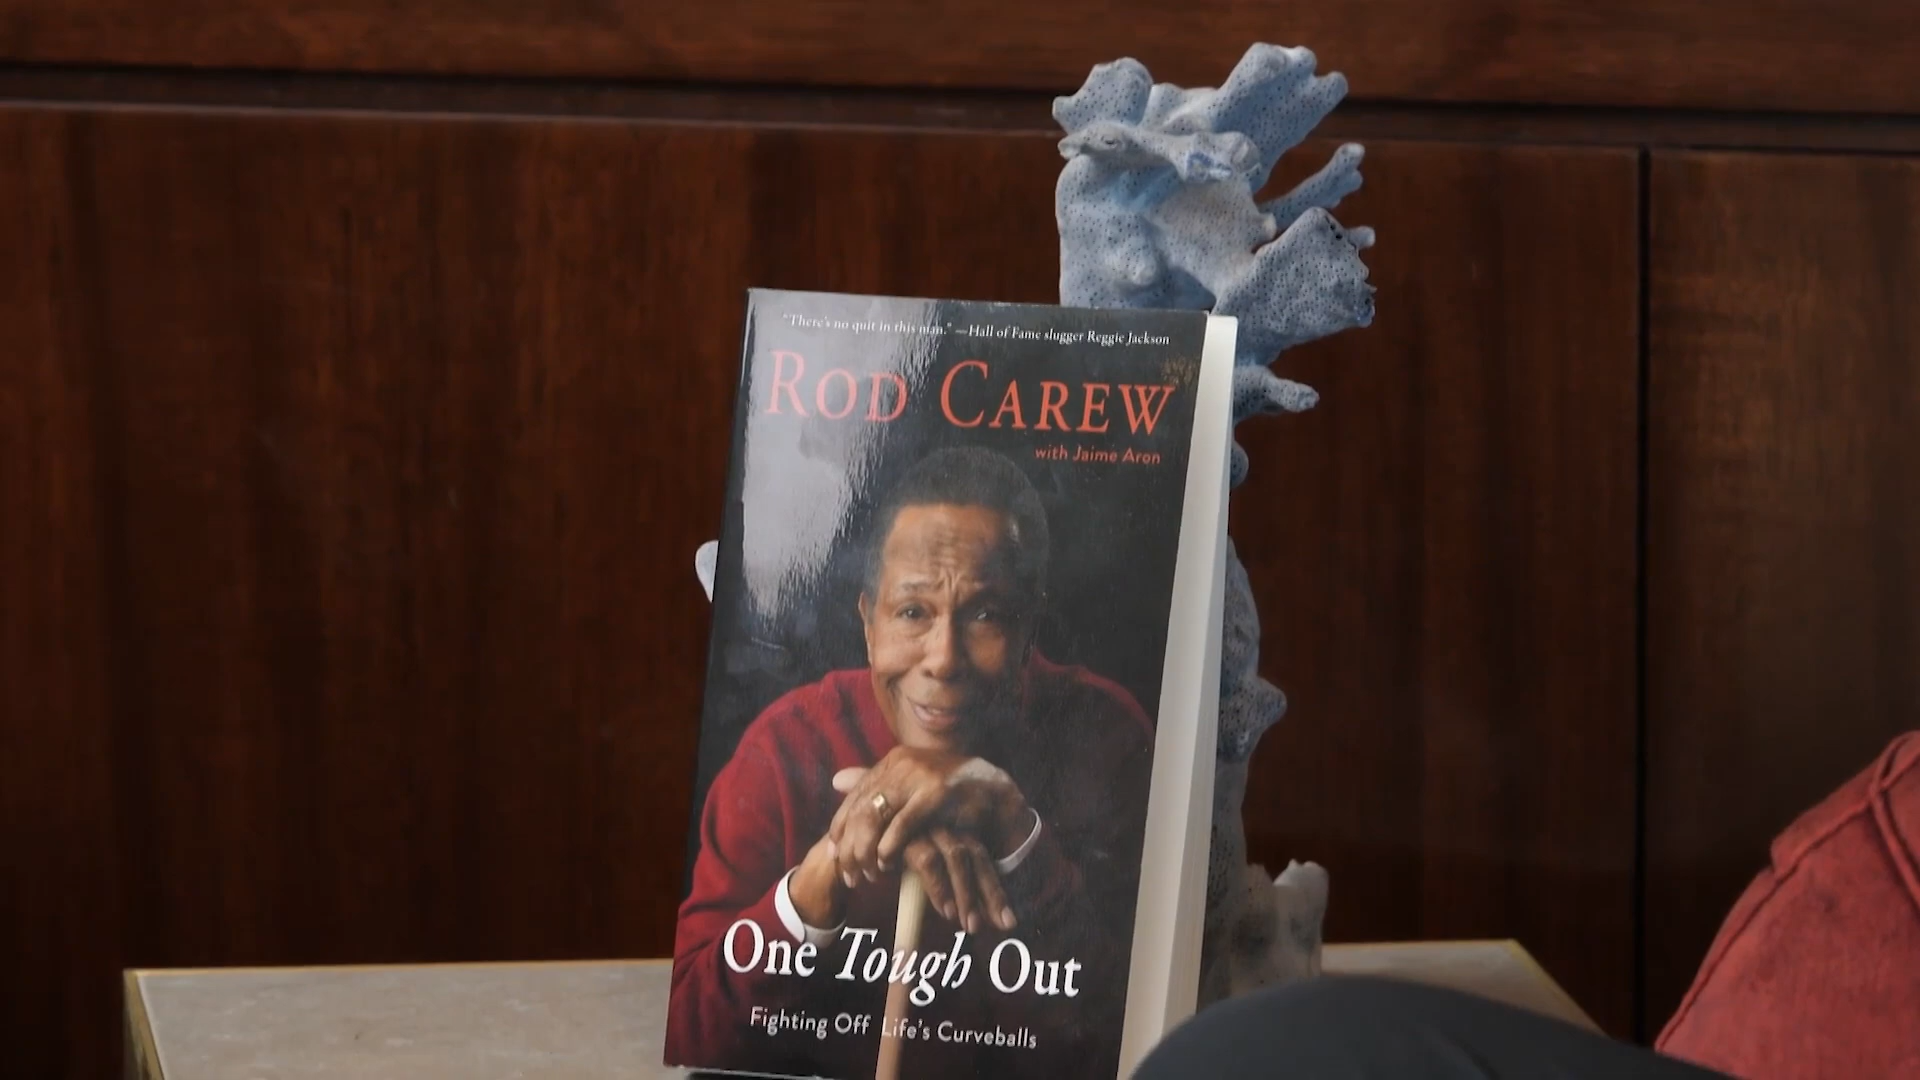 "There's no quit in this man." —Hall of Fame slugger Reggie Jackson
ROD CAREW
with Jaime Aron
One Tough Out
Fighting Off Life's Curveballs